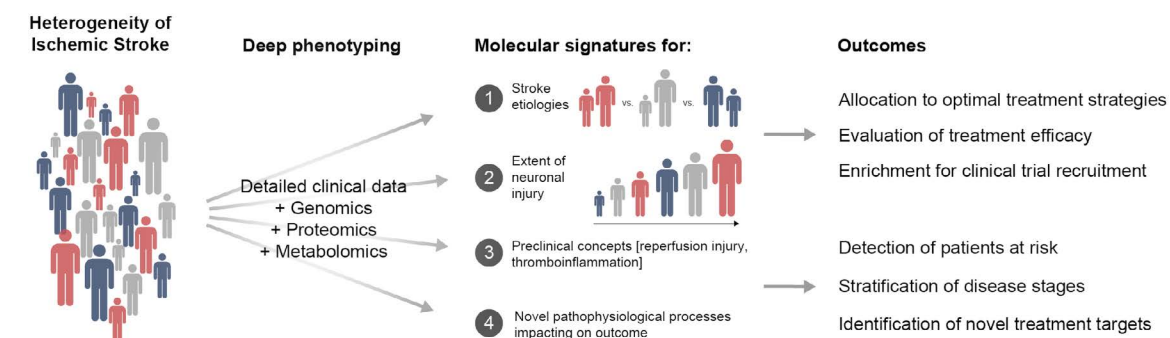 Heterogeneity of
Ischemic Stroke
Deep phenotyping
Detailed clinical data
+ Genomics
+ Proteomics
+ Metabolomics
Molecular signatures for:
1 Stroke
etiologies
vs. vs.
2 Extent of
neuronal
injury
3 Preclinical concepts [reperfusion injury,
thromboinflammation]
4 Novel pathophysiological processes
impacting on outcome
Outcomes
Allocation to optimal treatment strategies
Evaluation of treatment efficacy
Enrichment for clinical trial recruitment
Detection of patients at risk
Stratification of disease stages
Identification of novel treatment targets